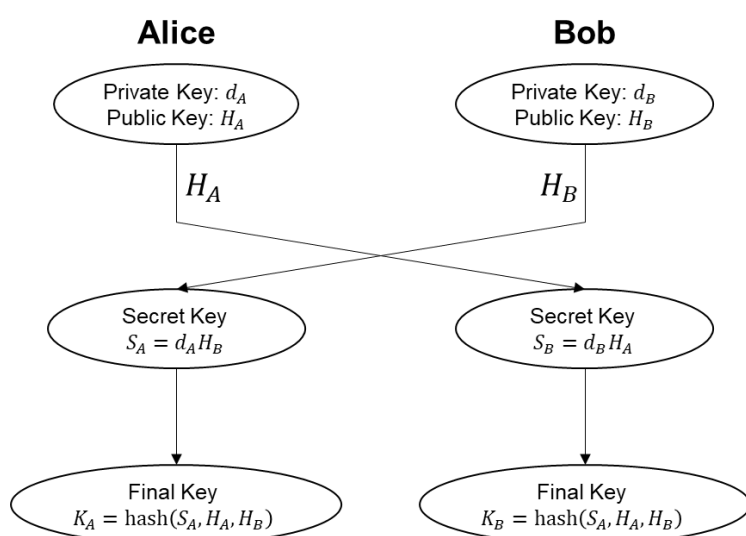 Alice
Bob
Private Key: d_A
Public Key: H_A
Private Key: d_B
Public Key: H_B
H_A
H_B
Secret Key
S_A = d_A H_B
Secret Key
S_B = d_B H_A
Final Key
K_A = hash(S_A, H_A, H_B)
Final Key
K_B = hash(S_A, H_A, H_B)